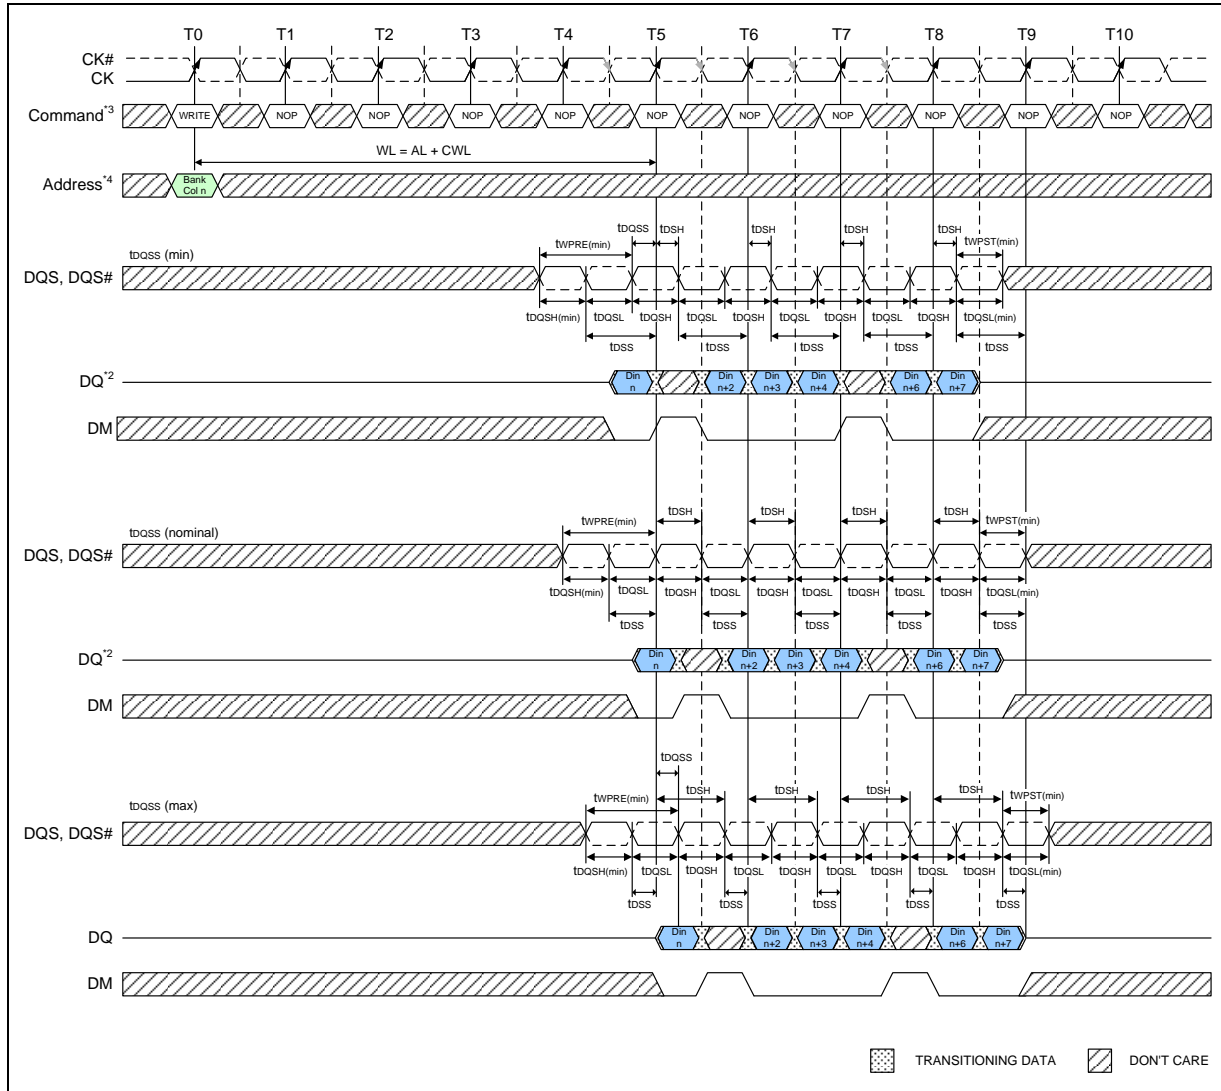 T0 T1 T2 T3 T4 T5 T6 T7 T8 T9 T10
CK#
CK
Command*3 WRITE NOP NOP NOP NOP NOP NOP NOP NOP NOP NOP
WL = AL + CWL
Address*4 Bank Col n
tDQSS tDSH tDSH tDSH tDSH
tDQSS (min) tWPRE(min) tWPST(min)
DQS, DQS#
tDQSH(min) tDQSL tDQSH tDQSL tDQSH tDQSL tDQSH tDQSL tDQSH tDQSL(min)
tDSS tDSS tDSS tDSS tDSS
DQ*2 Din n Din n+2 Din n+3 Din n+4 Din n+6 Din n+7
DM
tDSH tDSH tDSH tDSH
tDQSS (nominal) tWPRE(min) tWPST(min)
DQS, DQS#
tDQSH(min) tDQSL tDQSH tDQSL tDQSH tDQSL tDQSH tDQSL tDQSH tDQSL(min)
tDSS tDSS tDSS tDSS tDSS
DQ*2 Din n Din n+2 Din n+3 Din n+4 Din n+6 Din n+7
DM
tDQSS
tDSH tDSH tDSH tDSH
tDQSS (max) tWPRE(min) tWPST(min)
DQS, DQS#
tDQSH(min) tDQSL tDQSH tDQSL tDQSH tDQSL tDQSH tDQSL tDQSH tDQSL(min)
tDSS tDSS tDSS tDSS tDSS
DQ Din n Din n+2 Din n+3 Din n+4 Din n+6 Din n+7
DM
TRANSITIONING DATA DON'T CARE